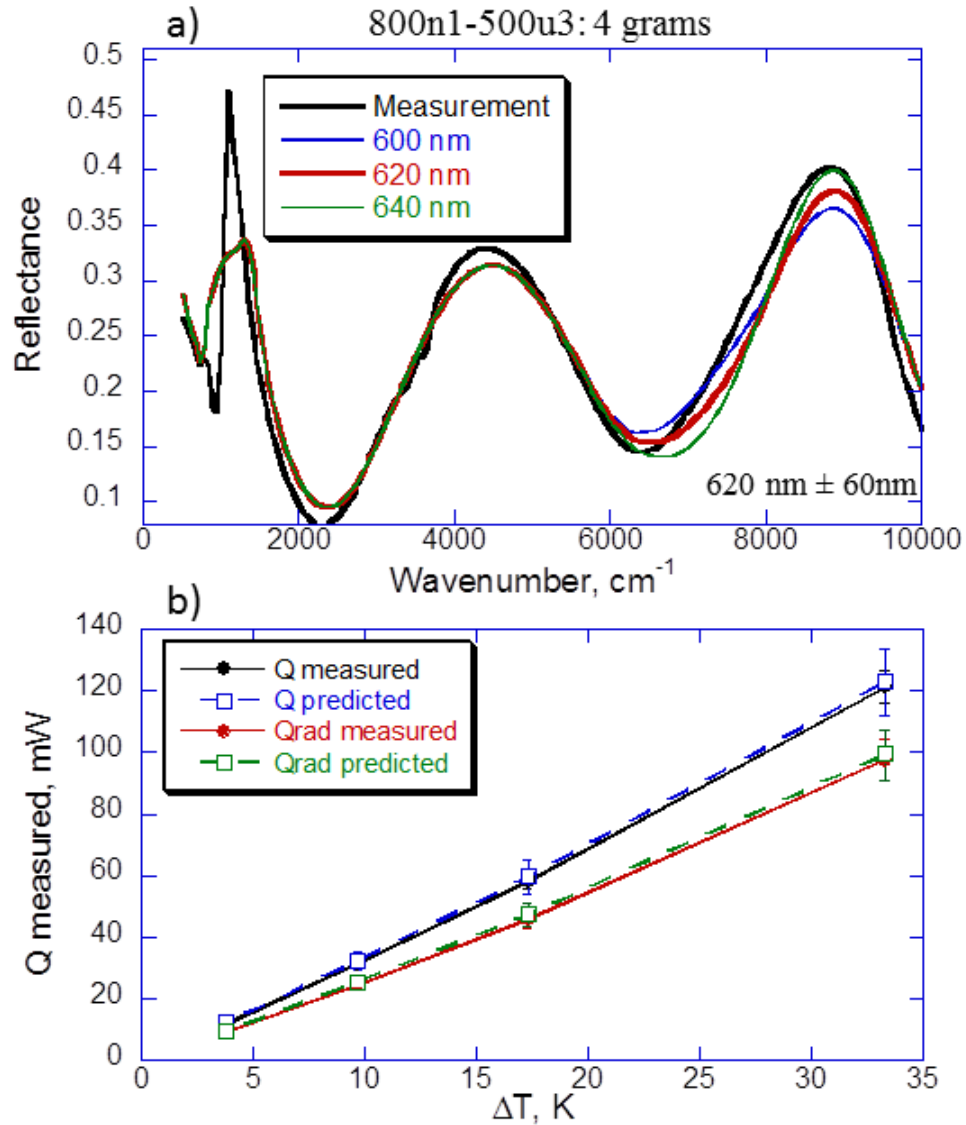 a)
800n1-500u3: 4 grams
0.5
0.45
0.4
0.35
0.3
0.25
0.2
0.15
0.1
Reflectance
Measurement
600 nm
620 nm
640 nm
620 nm ± 60nm
0 2000 4000 6000 8000 10000
Wavenumber, cm⁻¹
b)
140
120
100
80
60
40
20
0
Q measured, mW
Q measured
Q predicted
Qrad measured
Qrad predicted
0 5 10 15 20 25 30 35
ΔT, K